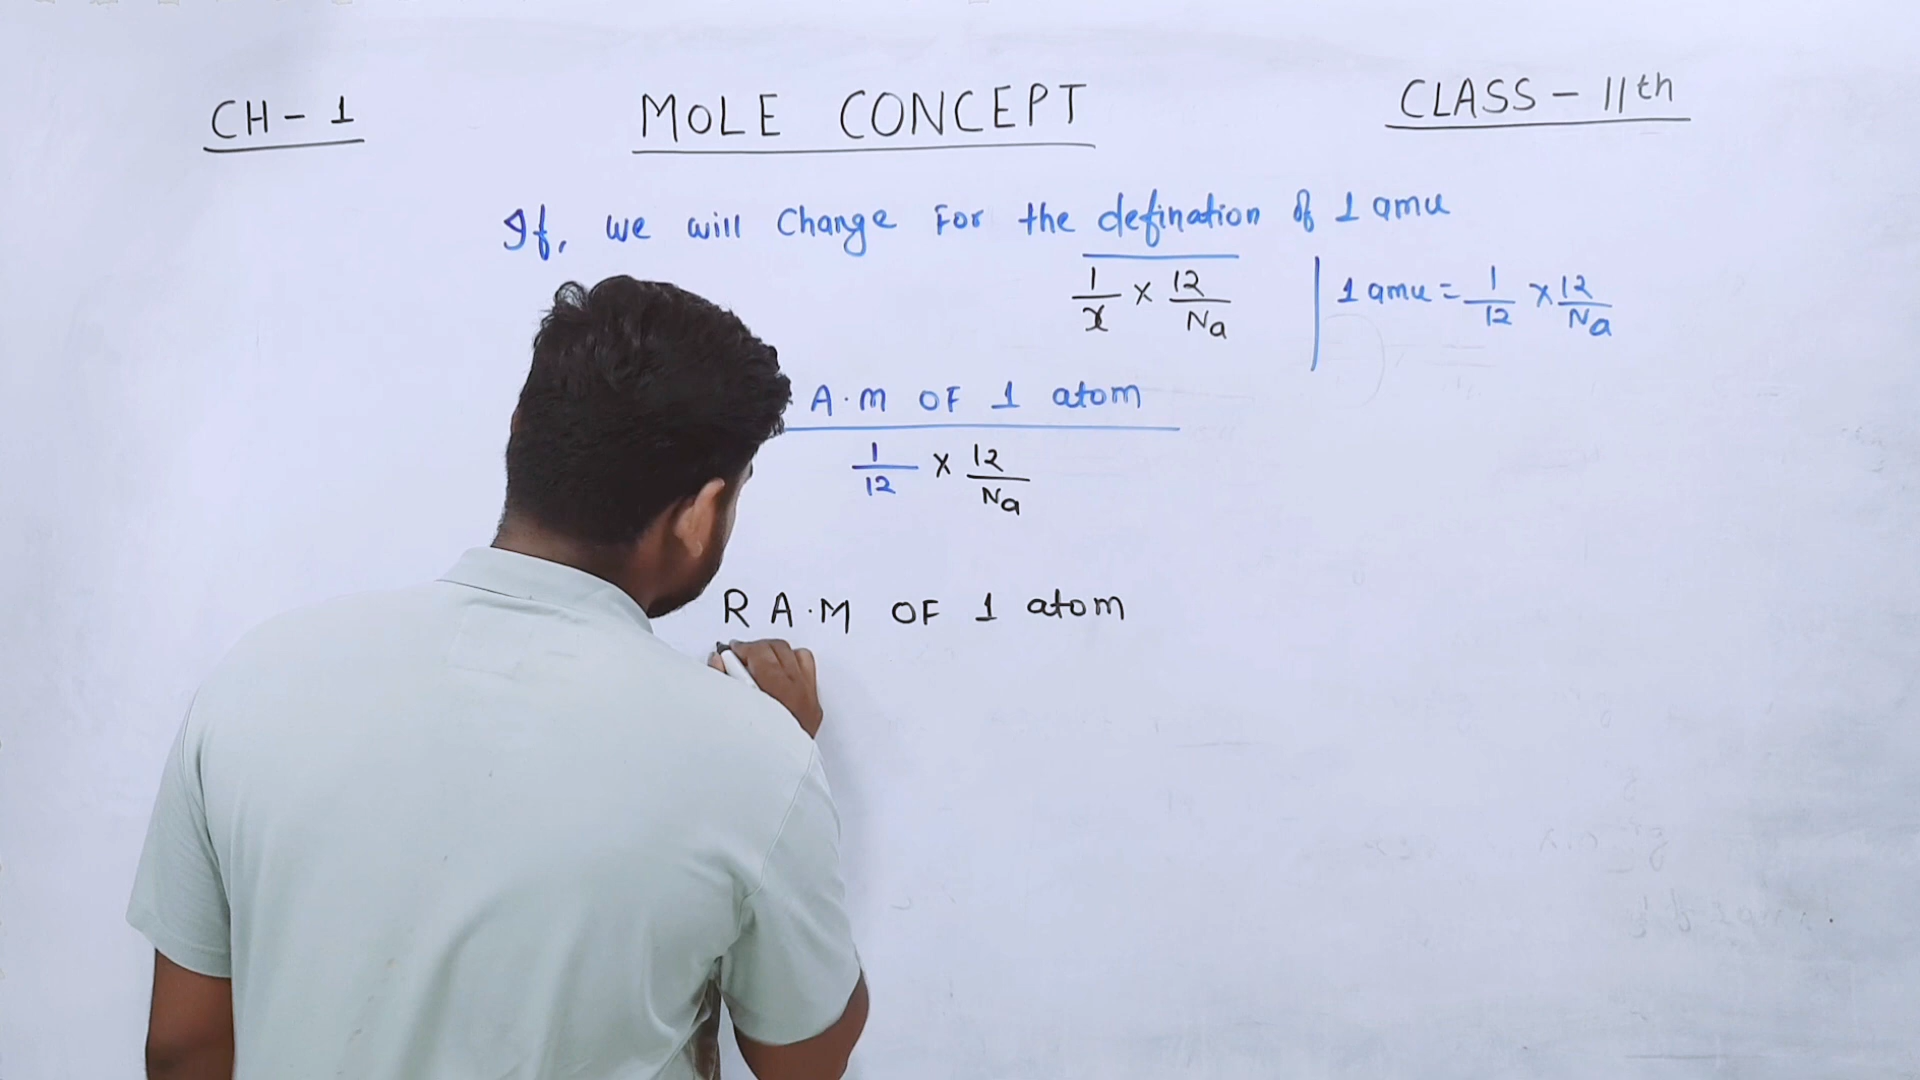 CH - 1
MOLE CONCEPT
CLASS - 11th
If, we will Change For the defination of 1 amu
1/x × 12/Na
1 amu = 1/12 × 12/Na
A.M OF 1 atom
1/12 × 12/Na
R A.M OF 1 atom